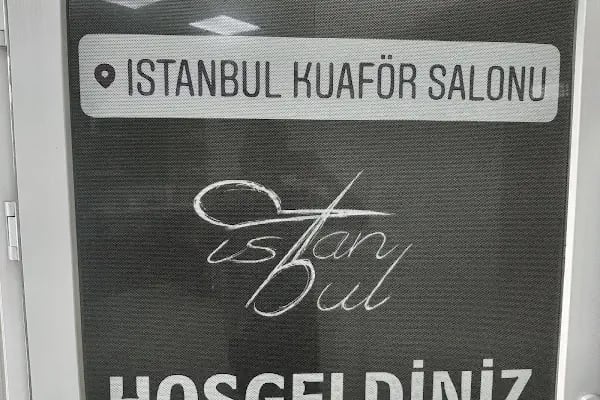 ISTANBUL KUAFÖR SALONU
istan
bul
HOŞGELDİNİZ